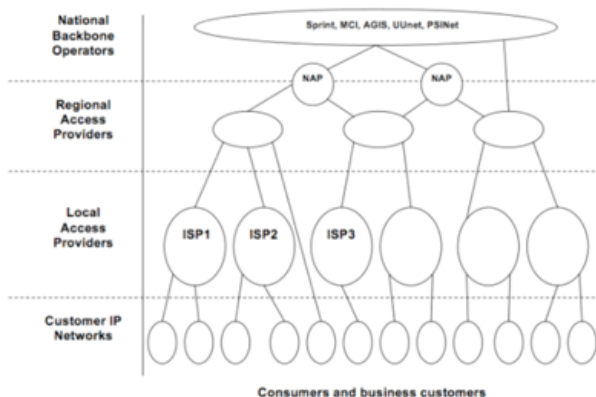 National
Backbone
Operators
Sprint, MCI, AGIS, UUnet, PSINet
NAP
NAP
Regional
Access
Providers
Local
Access
Providers
ISP1
ISP2
ISP3
Customer IP
Networks
Consumers and business customers